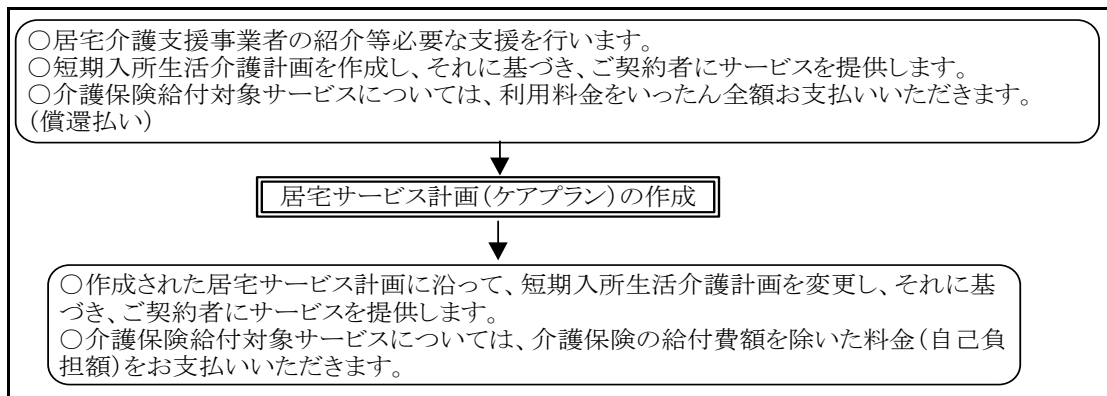 ○居宅介護支援事業者の紹介等必要な支援を行います。
○短期入所生活介護計画を作成し、それに基づき、ご契約者にサービスを提供します。
○介護保険給付対象サービスについては、利用料金をいったん全額お支払いいただきます。
(償還払い)
居宅サービス計画(ケアプラン)の作成
○作成された居宅サービス計画に沿って、短期入所生活介護計画を変更し、それに基
づき、ご契約者にサービスを提供します。
○介護保険給付対象サービスについては、介護保険の給付費額を除いた料金(自己負
担額)をお支払いいただきます。